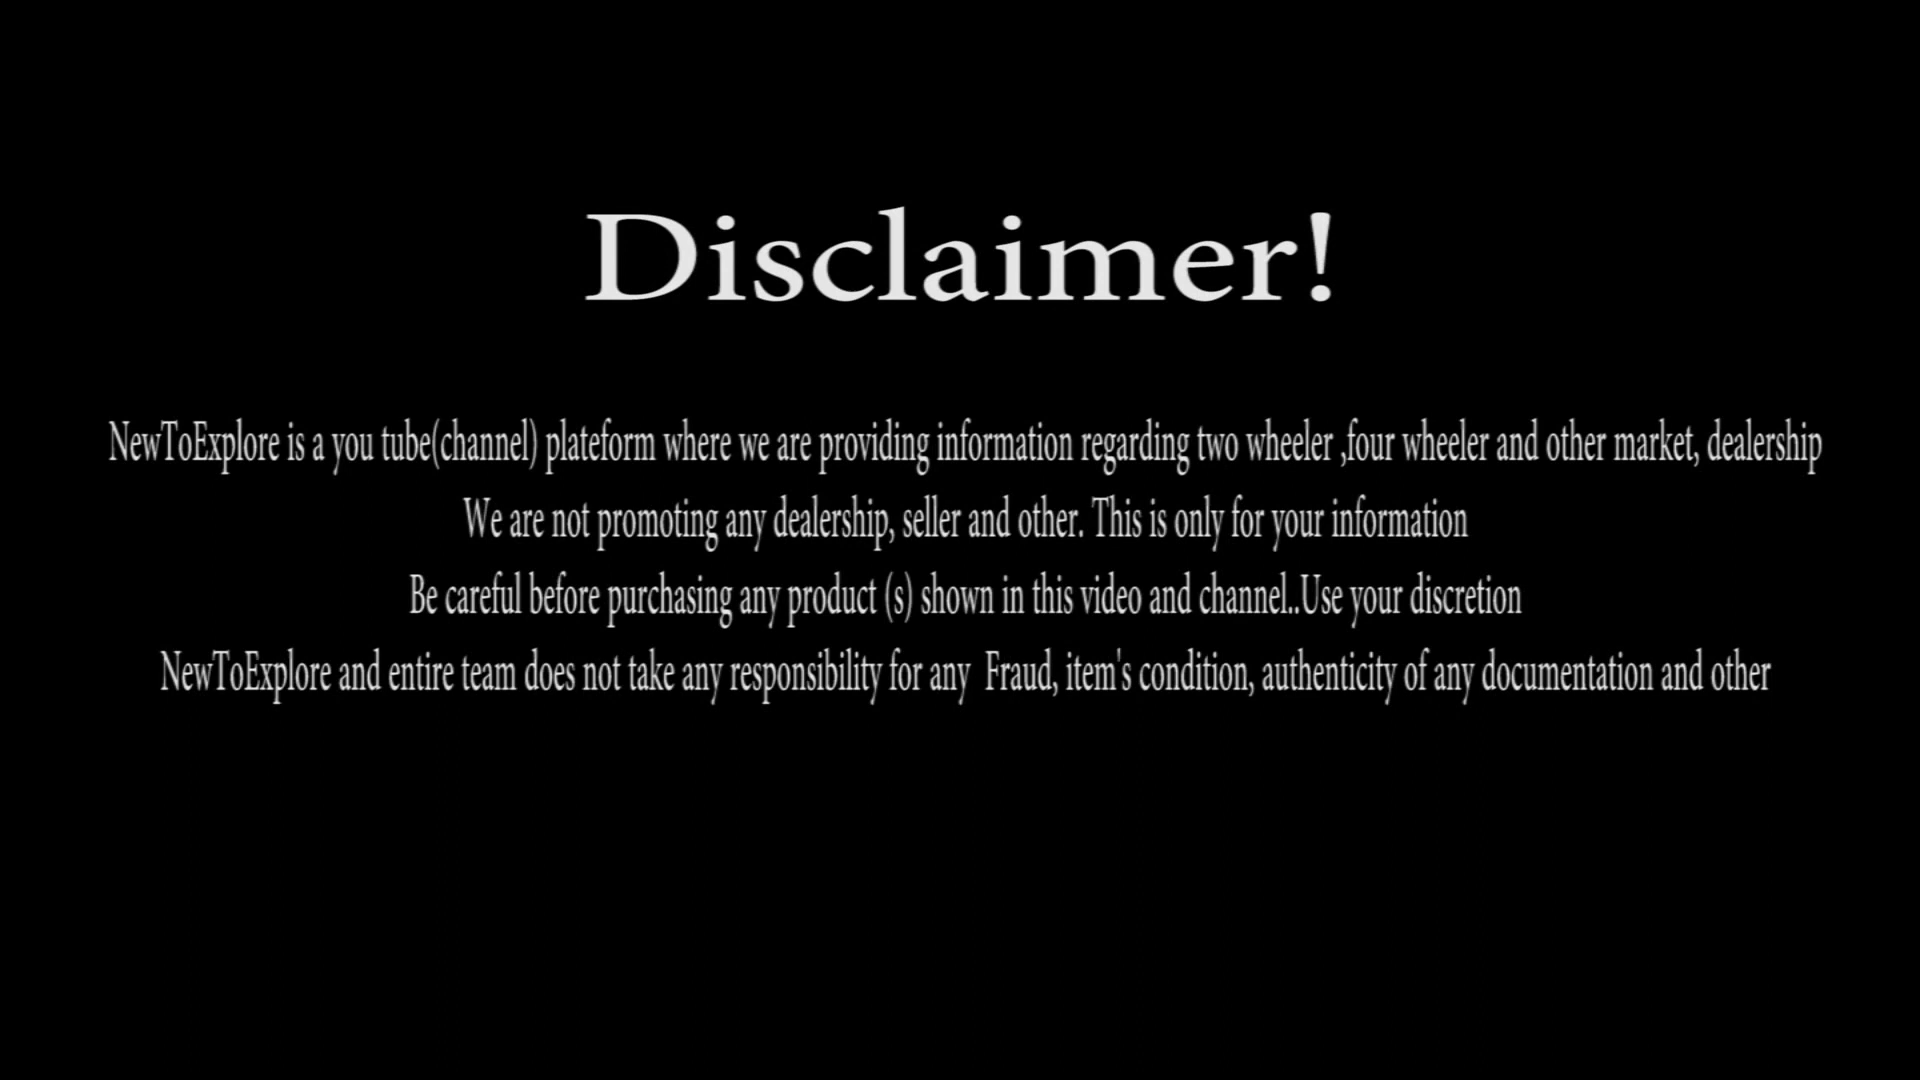 Disclaimer!
NewToExplore is a you tube(channel) plateform where we are providing information regarding two wheeler ,four wheeler and other market, dealership
We are not promoting any dealership, seller and other. This is only for your information
Be careful before purchasing any product (s) shown in this video and channel..Use your discretion
NewToExplore and entire team does not take any responsibility for any  Fraud, item's condition, authenticity of any documentation and other